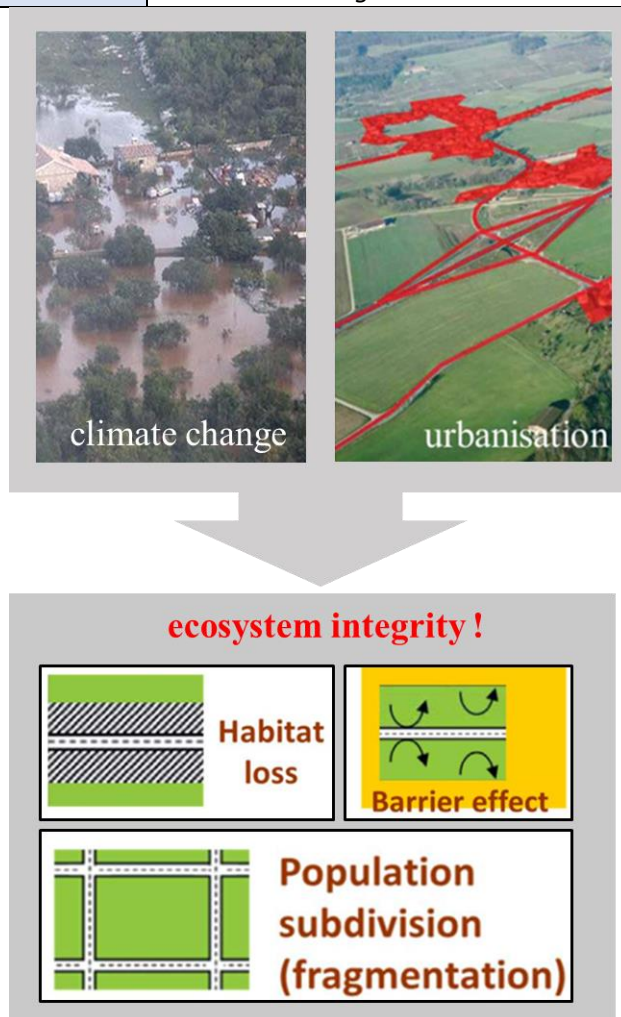 climate change
urbanisation
ecosystem integrity !
Habitat
loss
Barrier effect
Population
subdivision
(fragmentation)